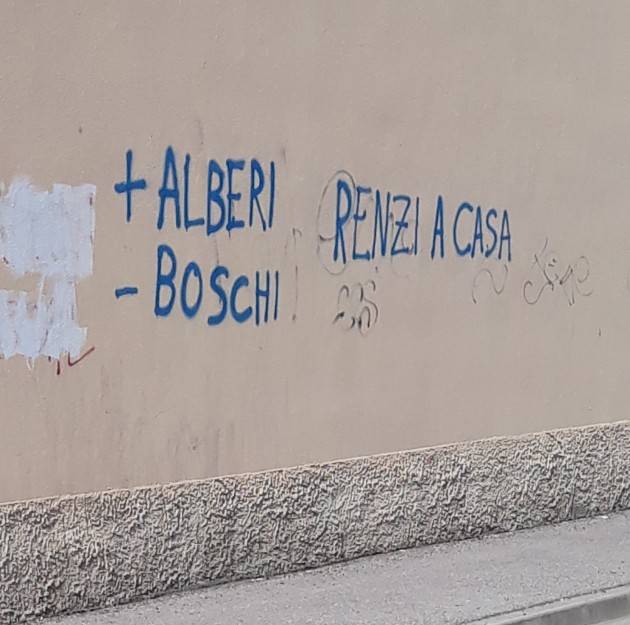 + ALBERI
- BOSCHI
RENZI A CASA